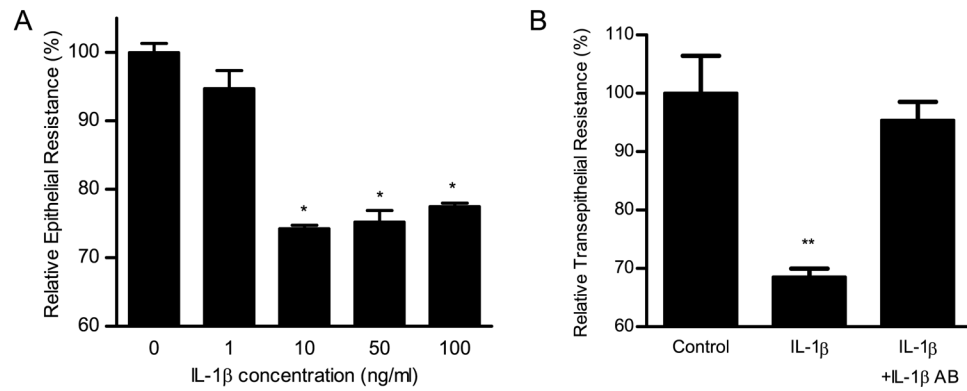 A
Relative Epithelial Resistance (%)
100
90
80
70
60
*
*
*
0 1 10 50 100
IL-1β concentration (ng/ml)
B
Relative Transepithelial Resistance (%)
110
100
90
80
70
60
**
Control IL-1β IL-1β
+IL-1β AB